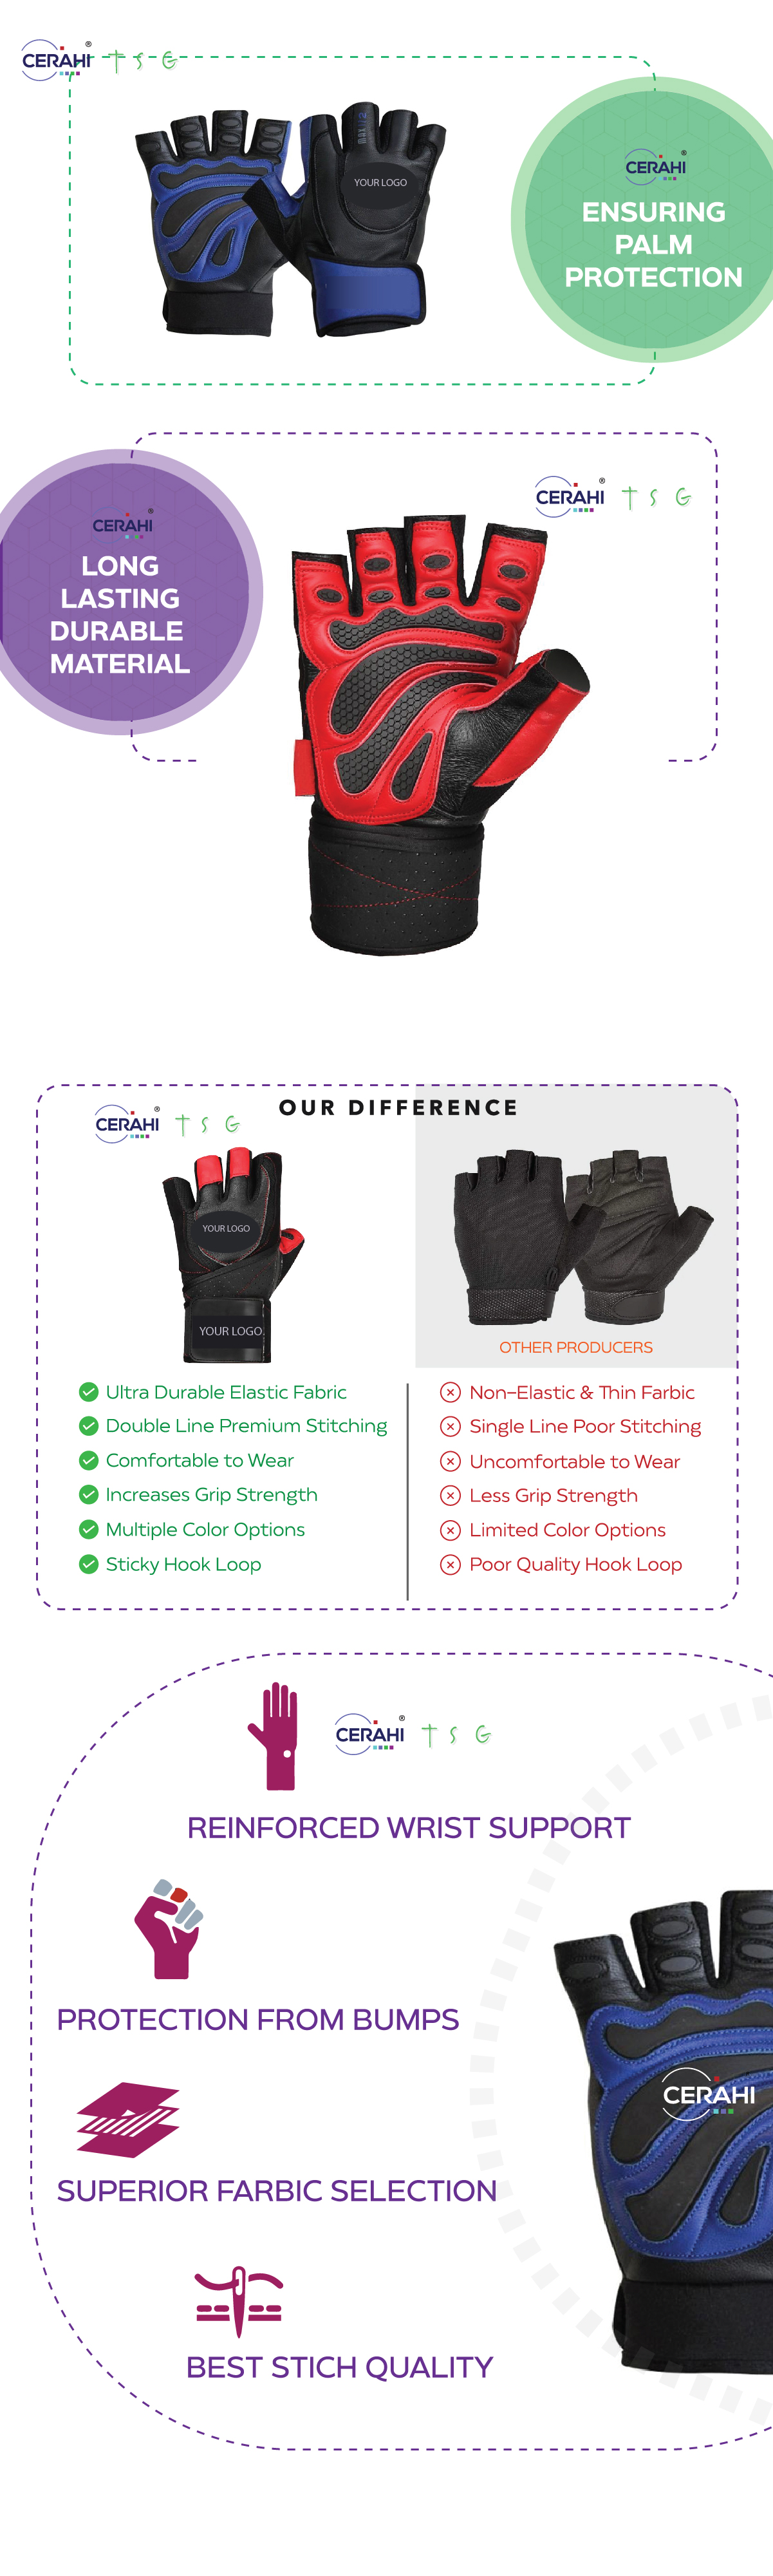 CERAHI ® T S G
YOUR LOGO
CERAHI ®
ENSURING
PALM
PROTECTION
CERAHI ® T S G
CERAHI ®
LONG
LASTING
DURABLE
MATERIAL
OUR DIFFERENCE
CERAHI ® T S G
YOUR LOGO
YOUR LOGO
OTHER PRODUCERS
Ultra Durable Elastic Fabric
Double Line Premium Stitching
Comfortable to Wear
Increases Grip Strength
Multiple Color Options
Sticky Hook Loop
Non-Elastic & Thin Farbic
Single Line Poor Stitching
Uncomfortable to Wear
Less Grip Strength
Limited Color Options
Poor Quality Hook Loop
CERAHI ® T S G
REINFORCED WRIST SUPPORT
PROTECTION FROM BUMPS
CERAHI
SUPERIOR FARBIC SELECTION
BEST STICH QUALITY